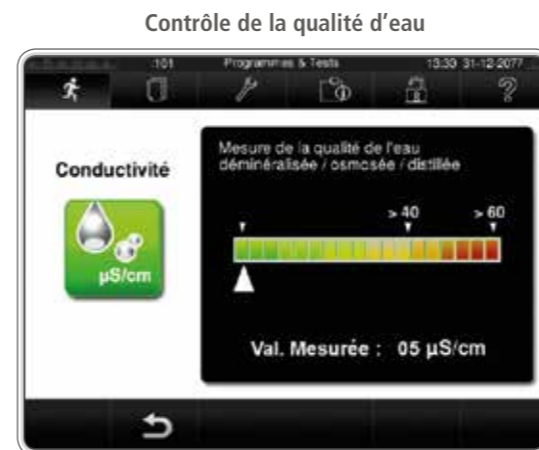 Contrôle de la qualité d'eau
101 Programmes & Tests 13:33 31-12-2077
?
Conductivité
µS/cm
Mesure de la qualité de l'eau
déminéralisée / osmosée / distillée
> 40 > 60
Val. Mesurée : 05 µS/cm